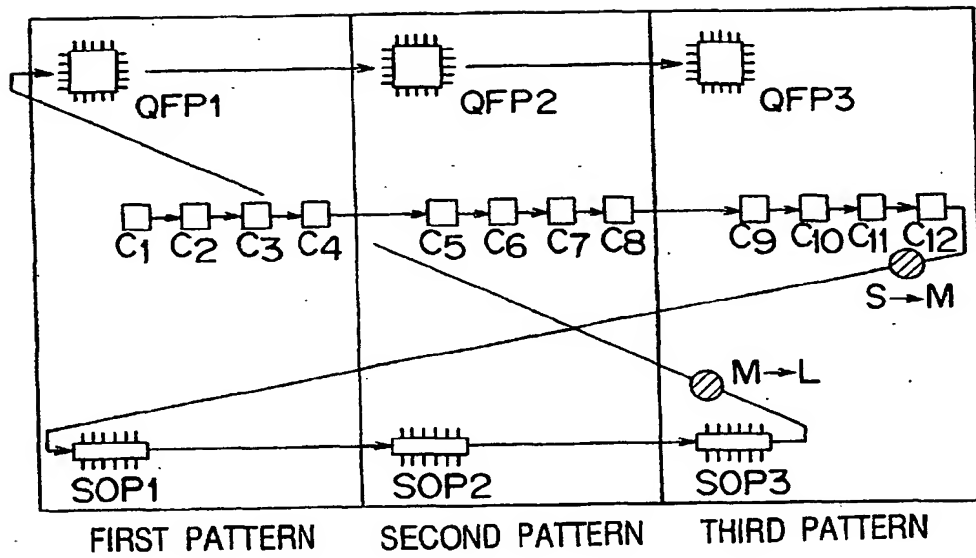 QFP1 QFP2 QFP3
C1 C2 C3 C4 C5 C6 C7 C8 C9 C10 C11 C12
S→M
M→L
SOP1 SOP2 SOP3
FIRST PATTERN SECOND PATTERN THIRD PATTERN